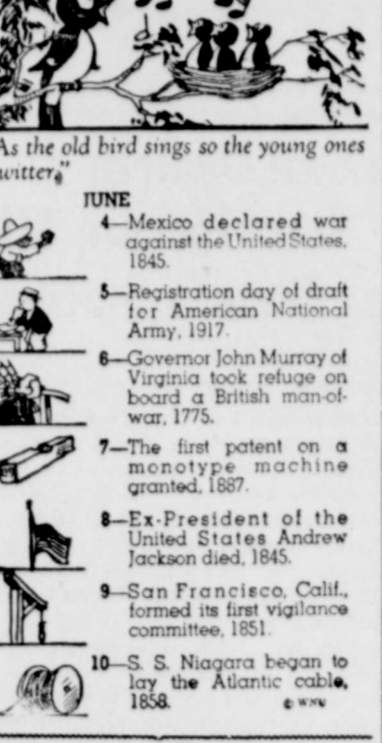 As the old bird sings so the young ones
twitter."
JUNE
4—Mexico declared war
against the United States,
1845.
5—Registration day of draft
for American National
Army, 1917.
6—Governor John Murray of
Virginia took refuge on
board a British man-of-
war, 1775.
7—The first patent on a
monotype machine
granted, 1887.
8—Ex-President of the
United States Andrew
Jackson died, 1845.
9—San Francisco, Calif.,
formed its first vigilance
committee, 1851.
10—S. S. Niagara began to
lay the Atlantic cable,
1858.
© WNU